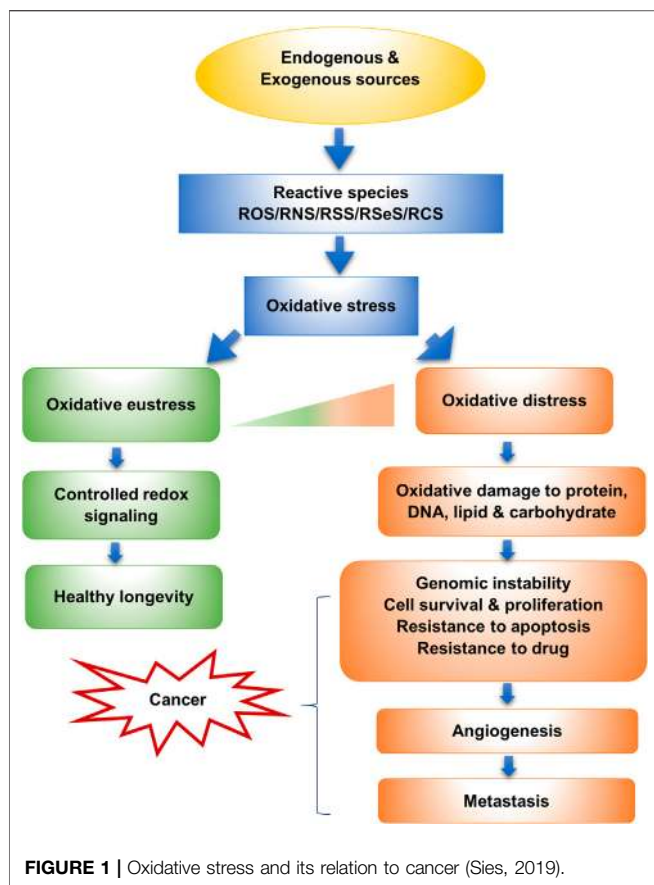 Endogenous &
Exogenous sources
Reactive species
ROS/RNS/RSS/RSeS/RCS
Oxidative stress
Oxidative eustress
Oxidative distress
Controlled redox
signaling
Oxidative damage to protein,
DNA, lipid & carbohydrate
Healthy longevity
Genomic instability
Cell survival & proliferation
Resistance to apoptosis
Resistance to drug
Cancer
Angiogenesis
Metastasis
FIGURE 1 | Oxidative stress and its relation to cancer (Sies, 2019).